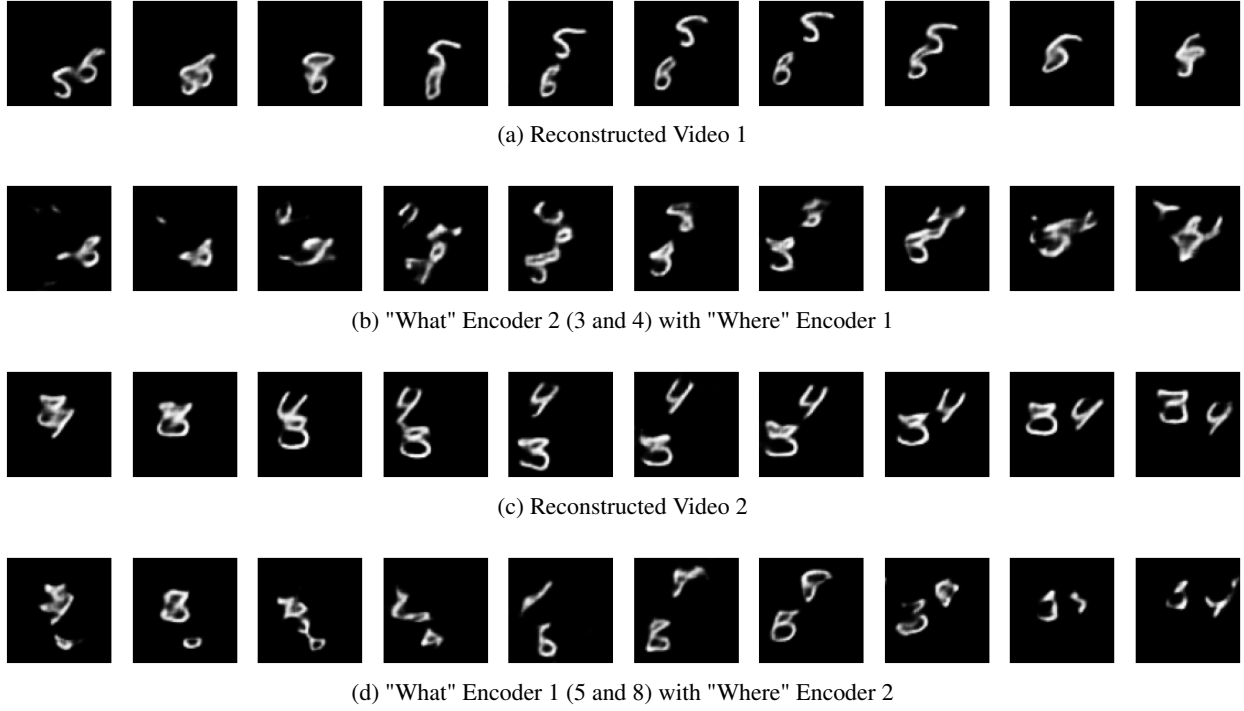 (a) Reconstructed Video 1
(b) "What" Encoder 2 (3 and 4) with "Where" Encoder 1
(c) Reconstructed Video 2
(d) "What" Encoder 1 (5 and 8) with "Where" Encoder 2